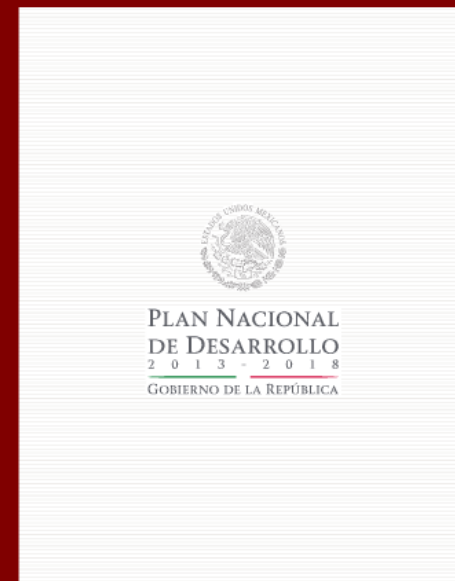 ESTADOS UNIDOS MEXICANOS
PLAN NACIONAL
DE DESARROLLO
2013-2018
GOBIERNO DE LA REPÚBLICA